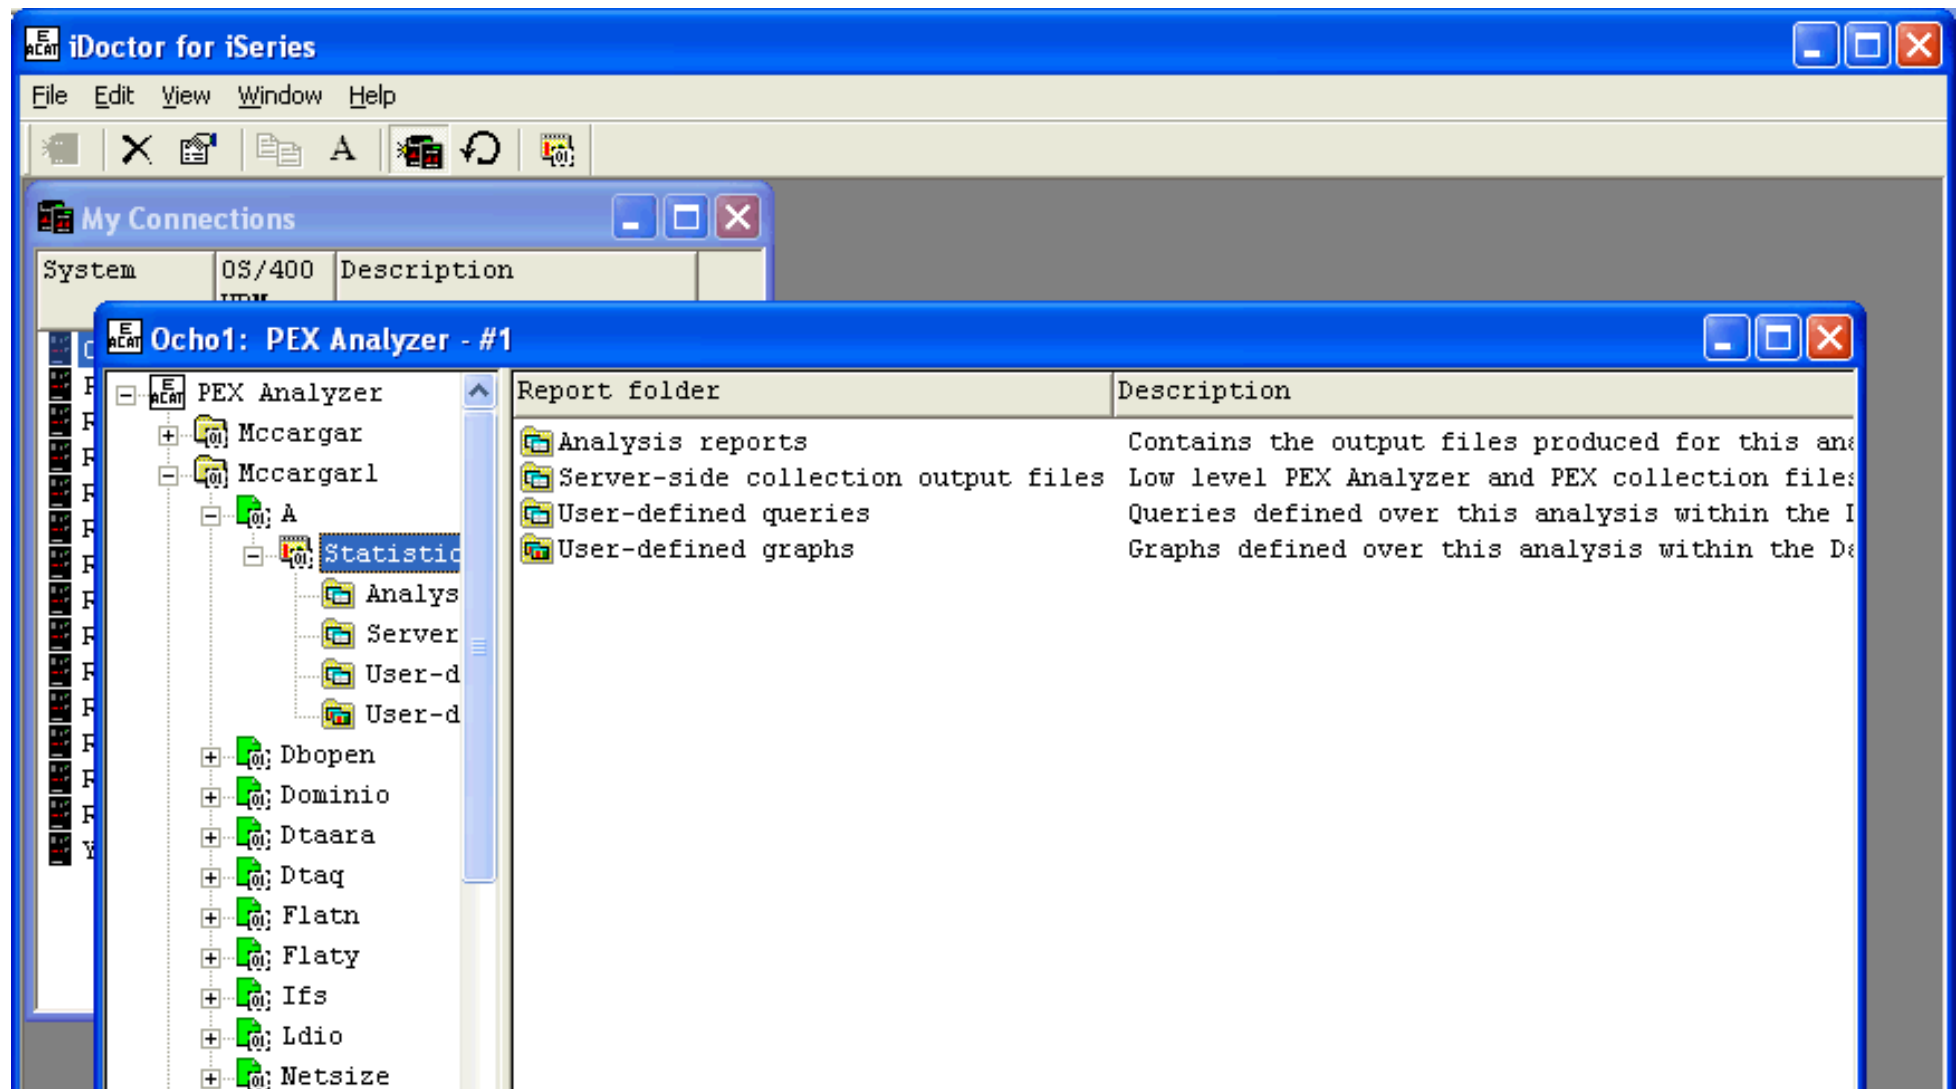 iDoctor for iSeries
File Edit View Window Help
A
My Connections
System OS/400 Description
Ocho1: PEX Analyzer - #1
PEX Analyzer
Mccargar
Mccargarl
A
Statistic
Analys
Server
User-d
User-d
Dbopen
Dominio
Dtaara
Dtaq
Flatn
Flaty
Ifs
Ldio
Netsize
Report folder Description
Analysis reports Contains the output files produced for this ana
Server-side collection output files Low level PEX Analyzer and PEX collection files
User-defined queries Queries defined over this analysis within the
User-defined graphs Graphs defined over this analysis within the Da